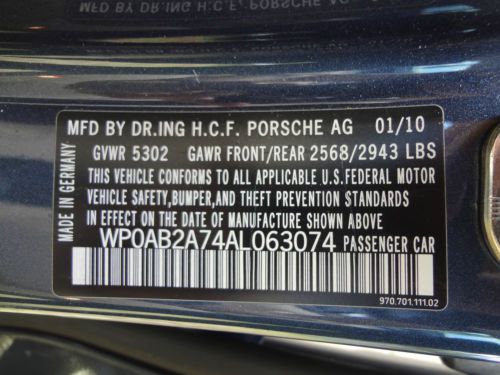 MFD BY DR.ING H.C.F. PORSCHE AG 01/10
GVWR 5302 GAWR FRONT/REAR 2568/2943 LBS
THIS VEHICLE CONFORMS TO ALL APPLICABLE U.S.FEDERAL MOTOR
VEHICLE SAFETY,BUMPER,AND THEFT PREVENTION STANDARDS
IN EFFECT ON THE DATE OF MANUFACTURE SHOWN ABOVE.
WP0AB2A74AL063074 PASSENGER CAR
970.701.111.02
MADE IN GERMANY